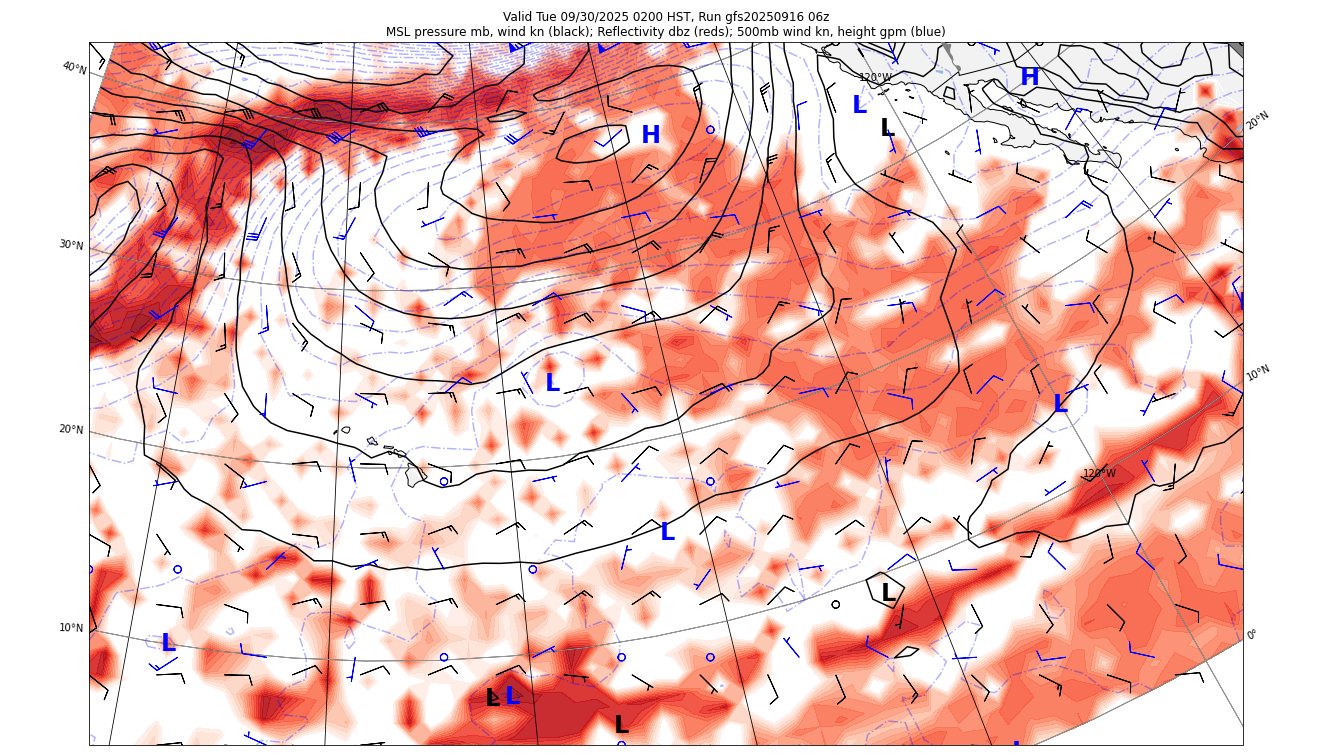 Valid Tue 09/30/2025 0200 HST, Run gfs20250916 06z
MSL pressure mb, wind kn (black); Reflectivity dbz (reds); 500mb wind kn, height gpm (blue)
40°N
120°W
H
L
L
20°N
H
30°N
L
10°N
L
20°N
120°W
L
L
10°N
0°
L
L
L
L